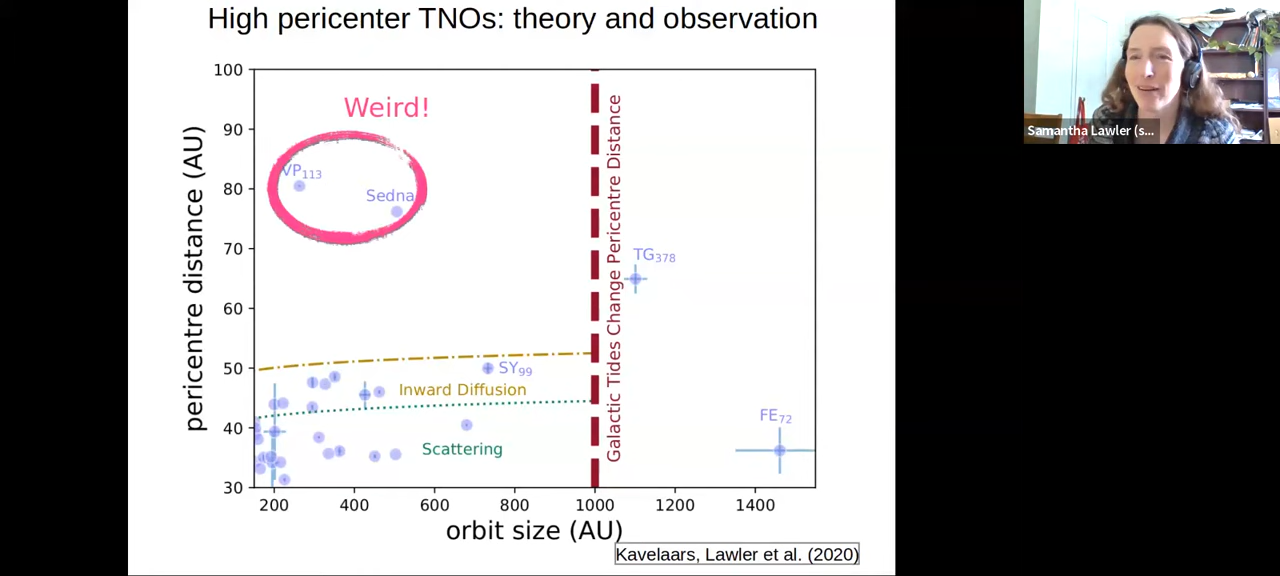 High pericenter TNOs: theory and observation
Samantha Lawler (s...
100
90
80
70
60
50
40
30
pericentre distance (AU)
Weird!
VP113
Sedna
TG378
SY99
Inward Diffusion
Scattering
FE72
Galactic Tides Change Pericentre Distance
200
400
600
800
1000
1200
1400
orbit size (AU)
Kavelaars, Lawler et al. (2020)